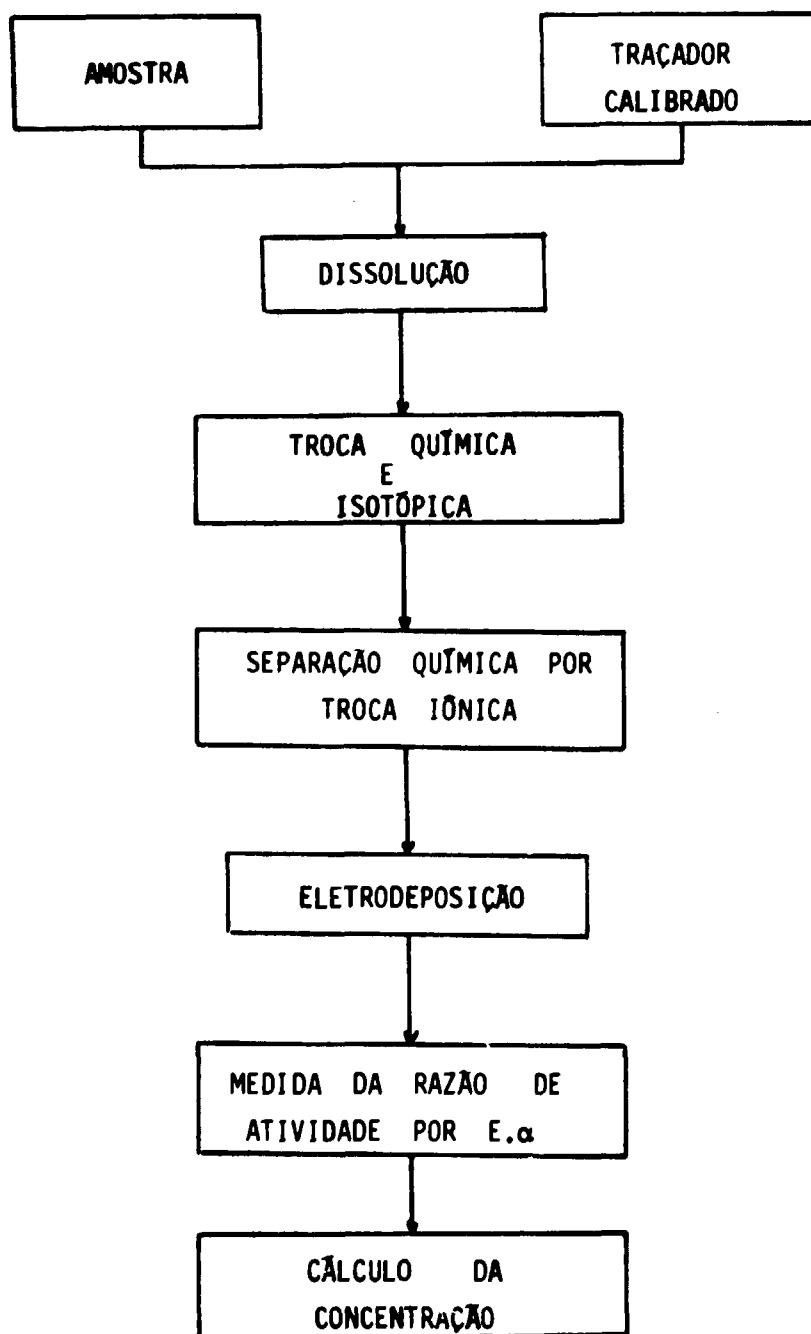 AMOSTRA
TRAÇADOR
CALIBRADO
DISSOLUÇÃO
TROCA QUÍMICA
E
ISOTÓPICA
SEPARAÇÃO QUÍMICA POR
TROCA IÔNICA
ELETRODEPOSIÇÃO
MEDIDA DA RAZÃO DE
ATIVIDADE POR E.α
CÁLCULO DA
CONCENTRAÇÃO